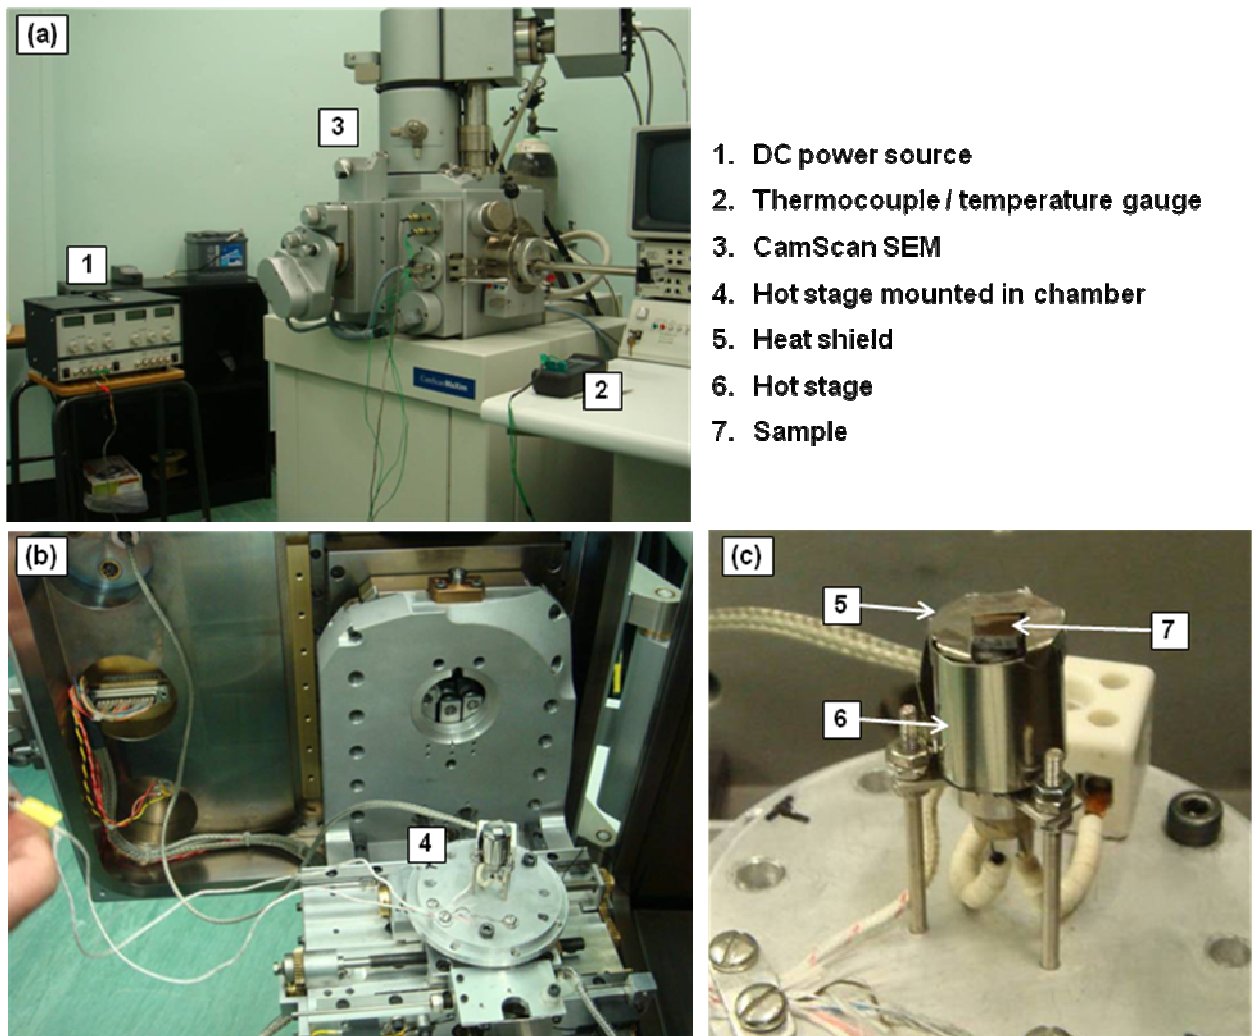 (a)
3
1
2
1. DC power source
2. Thermocouple / temperature gauge
3. CamScan SEM
4. Hot stage mounted in chamber
5. Heat shield
6. Hot stage
7. Sample
(b)
4
(c)
5
7
6